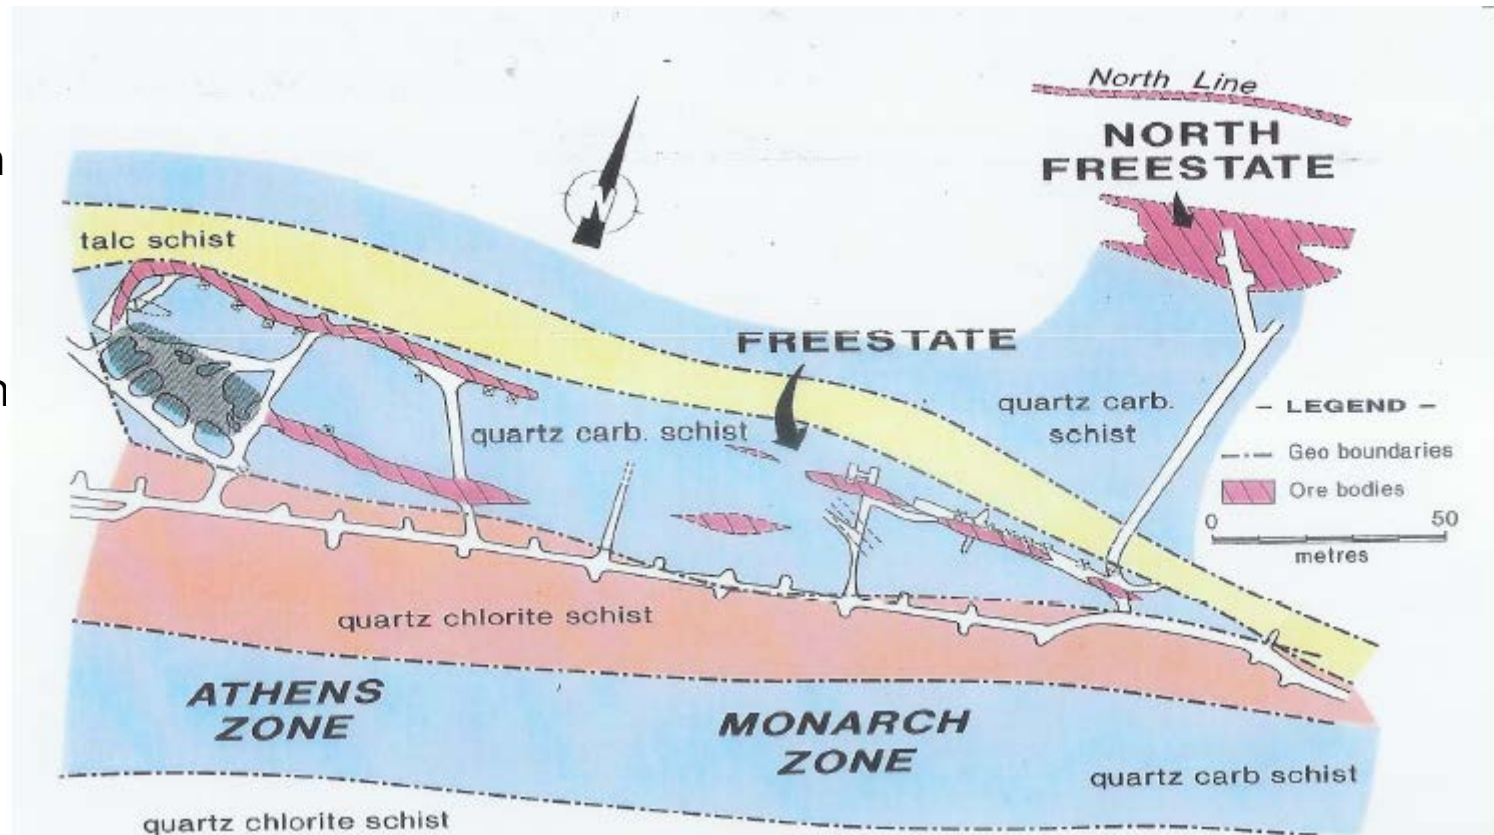 North Line
NORTH
FREESTATE
talc schist
FREESTATE
quartz carb. schist
quartz carb.
schist
- LEGEND -
Geo boundaries
Ore bodies
0 50
metres
quartz chlorite schist
ATHENS
ZONE
MONARCH
ZONE
quartz carb schist
quartz chlorite schist